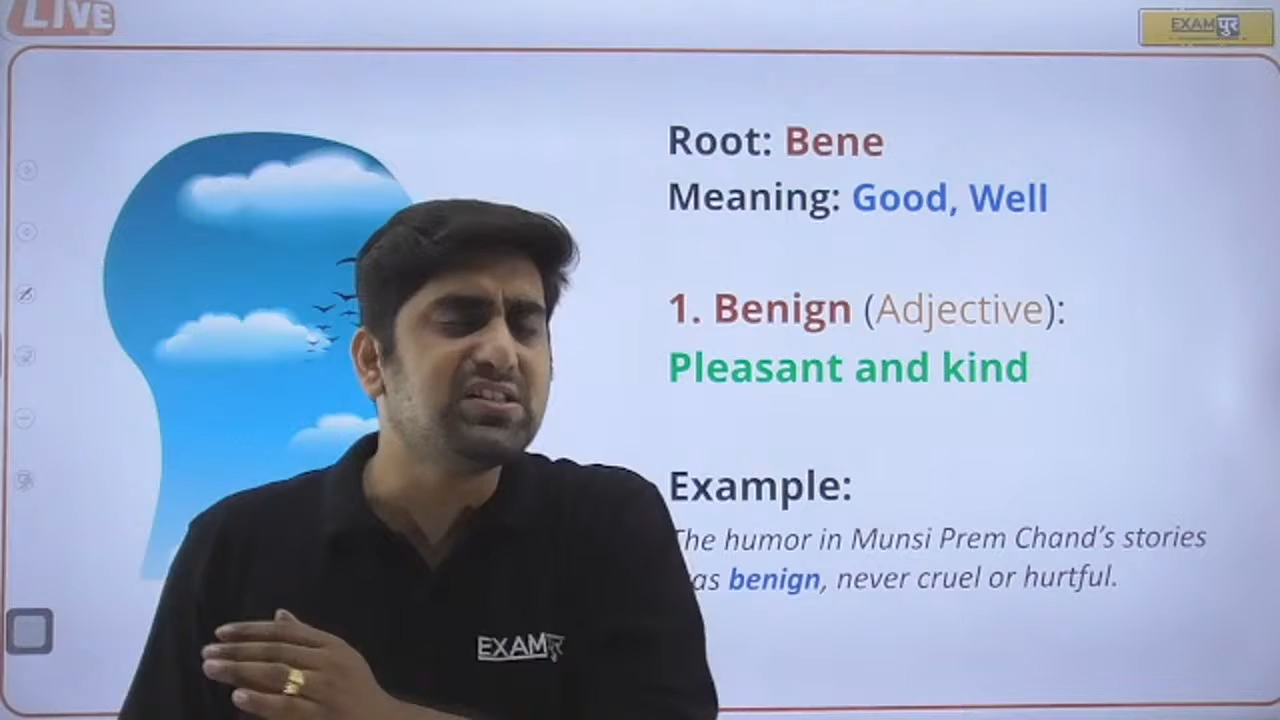 LIVE
EXAMपुर
Root: Bene
Meaning: Good, Well
1. Benign (Adjective):
Pleasant and kind
Example:
The humor in Munsi Prem Chand’s stories
as benign, never cruel or hurtful.
EXAMपुर